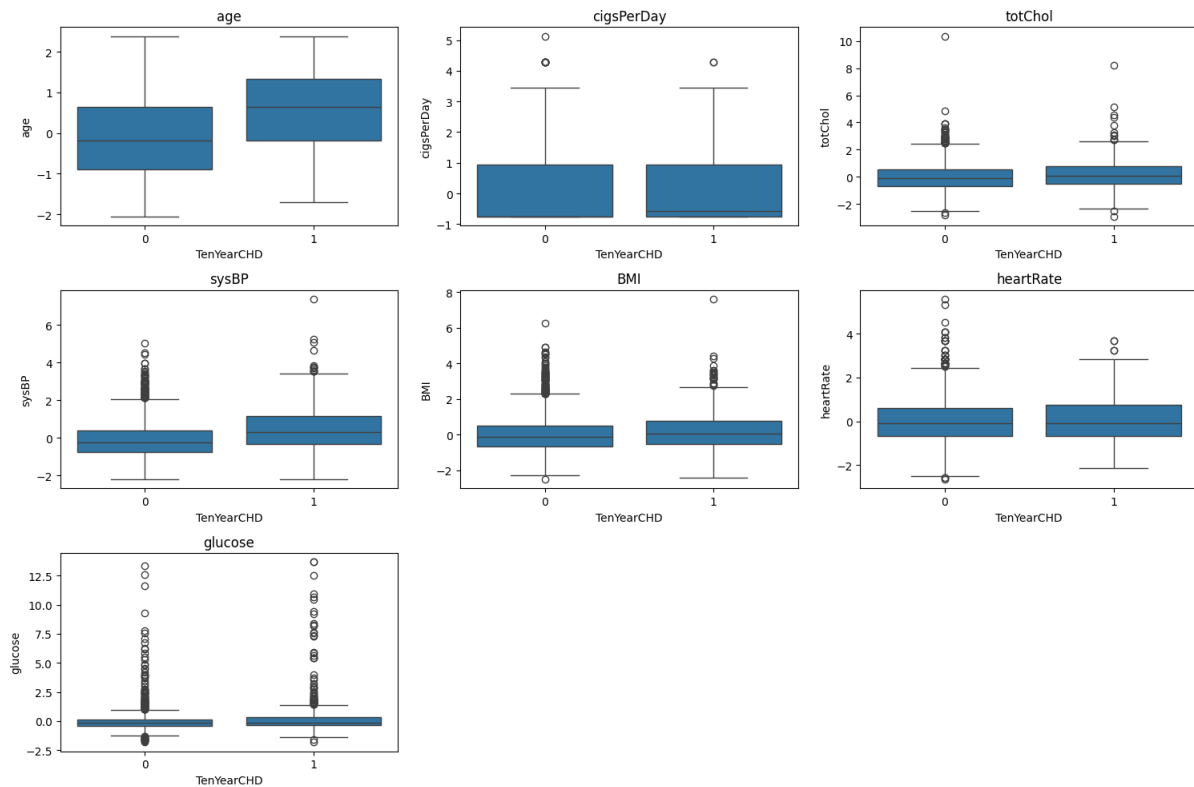 age
2
1
0
−1
−2
age
0
1
TenYearCHD
cigsPerDay
5
4
3
2
1
0
−1
cigsPerDay
0
1
TenYearCHD
totChol
10
8
6
4
2
0
−2
totChol
0
1
TenYearCHD
sysBP
6
4
2
0
−2
sysBP
0
1
TenYearCHD
BMI
8
6
4
2
0
−2
BMI
0
1
TenYearCHD
heartRate
4
2
0
−2
heartRate
0
1
TenYearCHD
glucose
12.5
10.0
7.5
5.0
2.5
0.0
−2.5
glucose
0
1
TenYearCHD